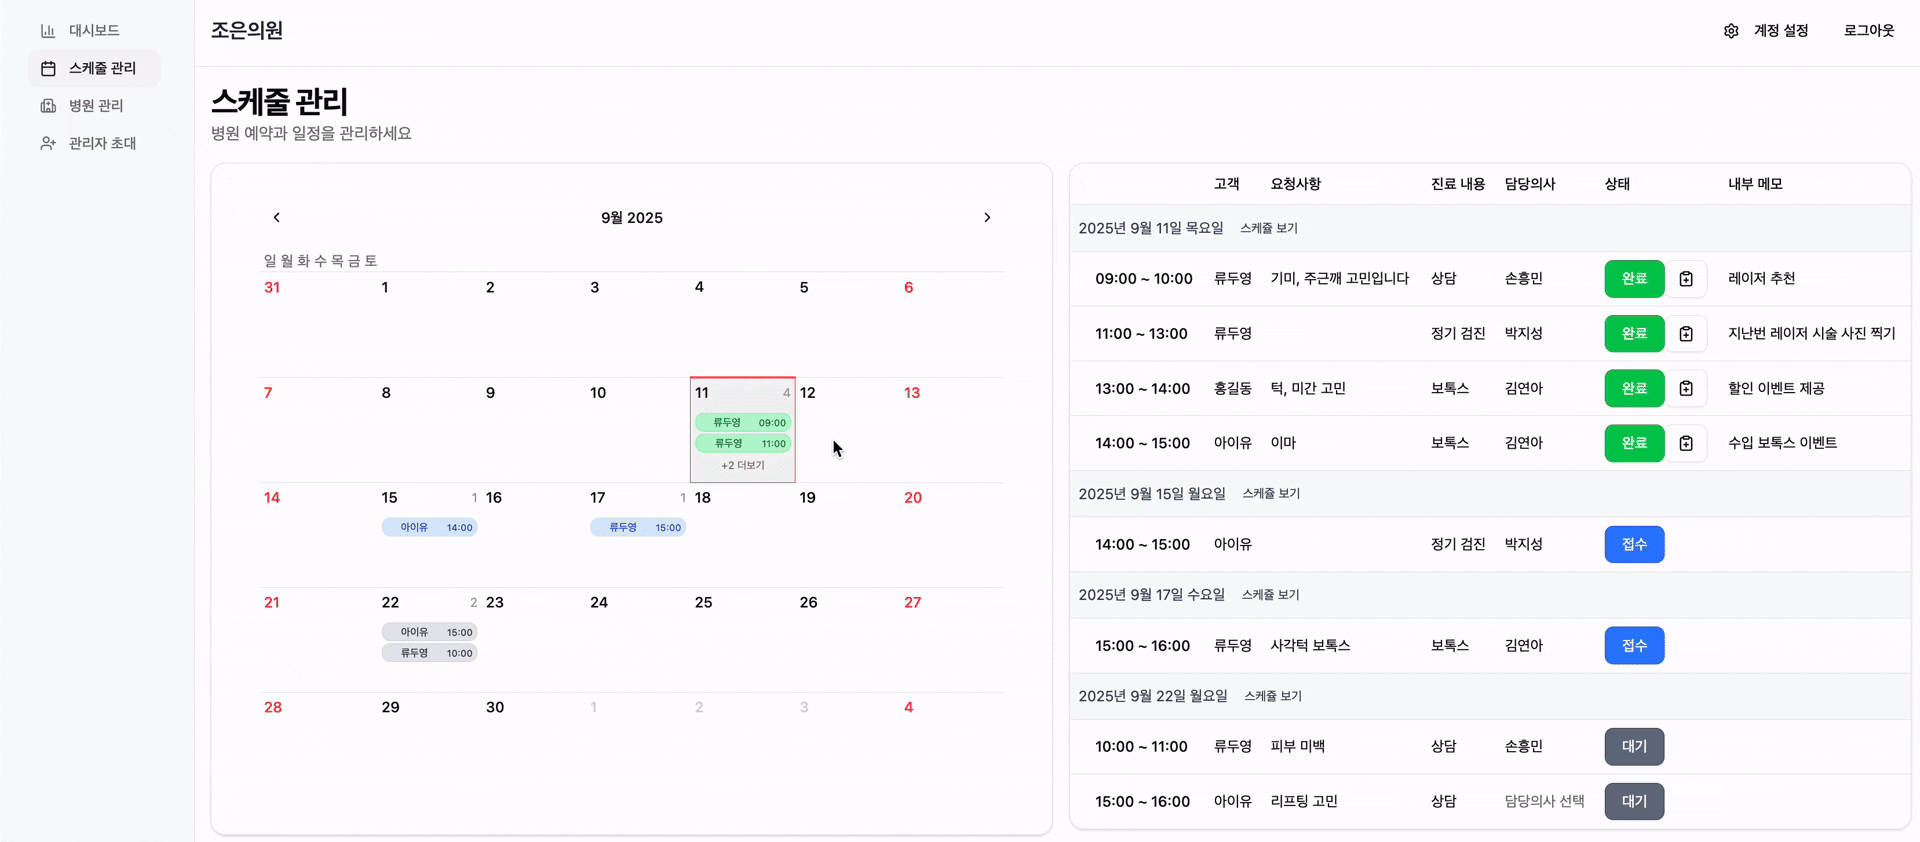 대시보드
스케줄 관리
병원 관리
관리자 초대
조은의원
계정 설정
로그아웃
스케줄 관리
병원 예약과 일정을 관리하세요
9월 2025
일 월 화 수 목 금 토
31 1 2 3 4 5 6
7 8 9 10 11 4 12 13
류두영 09:00
류두영 11:00
+2 더보기
14 15 1 16 17 1 18 19 20
아이유 14:00 류두영 15:00
21 22 2 23 24 25 26 27
아이유 15:00
류두영 10:00
28 29 30 1 2 3 4
고객 요청사항 진료 내용 담당의사 상태 내부 메모
2025년 9월 11일 목요일 스케쥴 보기
09:00 ~ 10:00 류두영 기미, 주근깨 고민입니다 상담 손흥민 완료 레이저 추천
11:00 ~ 13:00 류두영 정기 검진 박지성 완료 지난번 레이저 시술 사진 찍기
13:00 ~ 14:00 홍길동 턱, 미간 고민 보톡스 김연아 완료 할인 이벤트 제공
14:00 ~ 15:00 아이유 이마 보톡스 김연아 완료 수입 보톡스 이벤트
2025년 9월 15일 월요일 스케쥴 보기
14:00 ~ 15:00 아이유 정기 검진 박지성 접수
2025년 9월 17일 수요일 스케쥴 보기
15:00 ~ 16:00 류두영 사각턱 보톡스 보톡스 김연아 접수
2025년 9월 22일 월요일 스케쥴 보기
10:00 ~ 11:00 류두영 피부 미백 상담 손흥민 대기
15:00 ~ 16:00 아이유 리프팅 고민 상담 담당의사 선택 대기